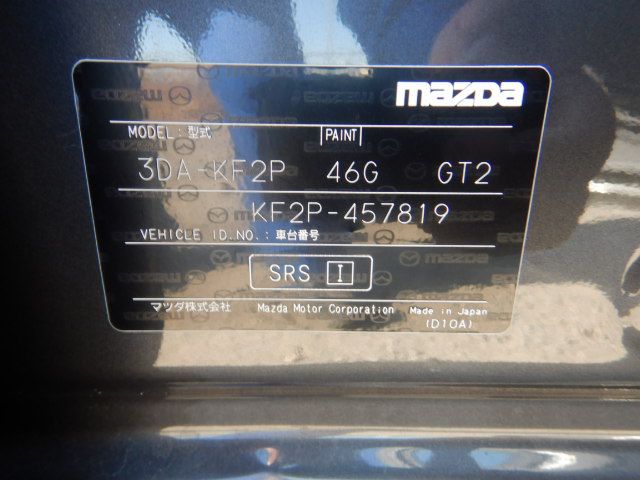 mazda
MODEL:型式 PAINT
3DA-KF2P 46G GT2
KF2P-457819
VEHICLE ID.NO.:車台番号
SRS I
マツダ株式会社 Mazda Motor Corporation Made in Japan
(D10A)